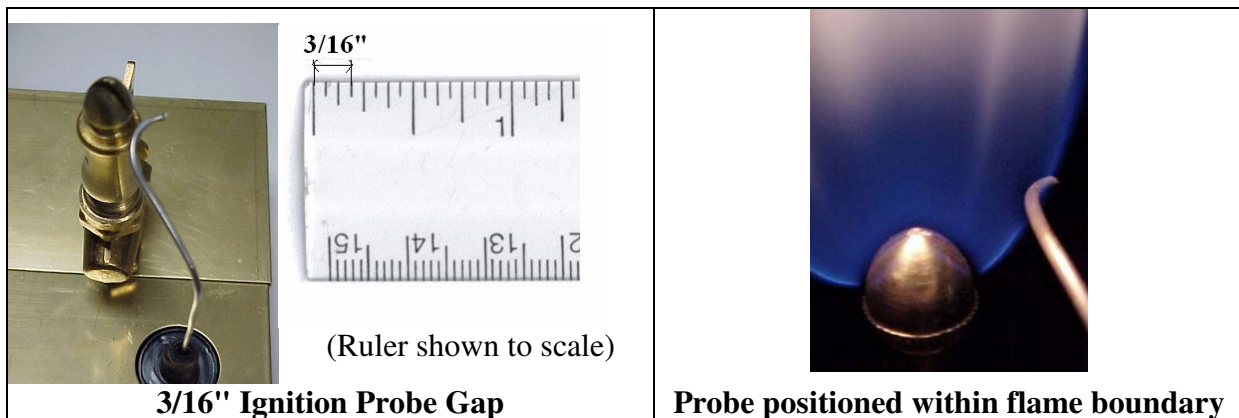 3/16"
1
15 14 13 2
(Ruler shown to scale)
3/16" Ignition Probe Gap
Probe positioned within flame boundary